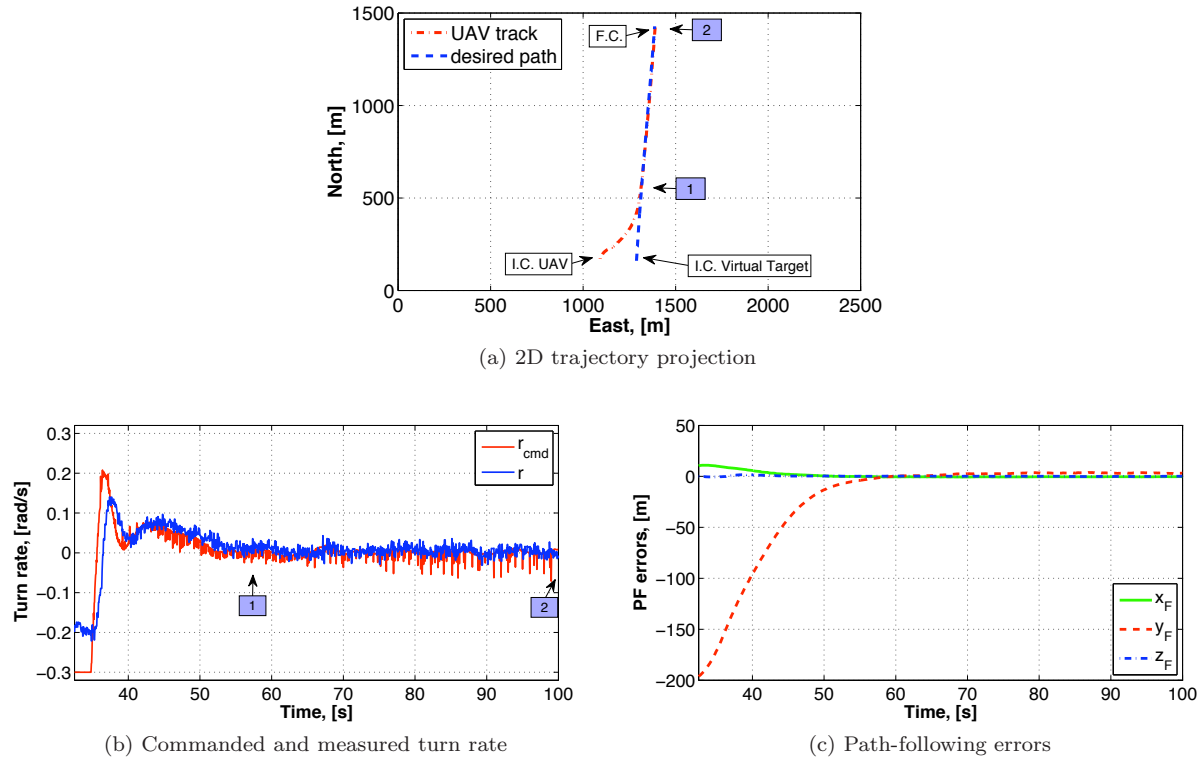 1500
1000
500
0
North, [m]
UAV track
desired path
F.C.
2
1
I.C. UAV
I.C. Virtual Target
0 500 1000 1500 2000 2500
East, [m]
(a) 2D trajectory projection
0.3
0.2
0.1
0
−0.1
−0.2
−0.3
Turn rate, [rad/s]
r_cmd
r
1
2
40 50 60 70 80 90 100
Time, [s]
(b) Commanded and measured turn rate
50
0
−50
−100
−150
−200
PF errors, [m]
x_F
y_F
z_F
40 50 60 70 80 90 100
Time, [s]
(c) Path-following errors